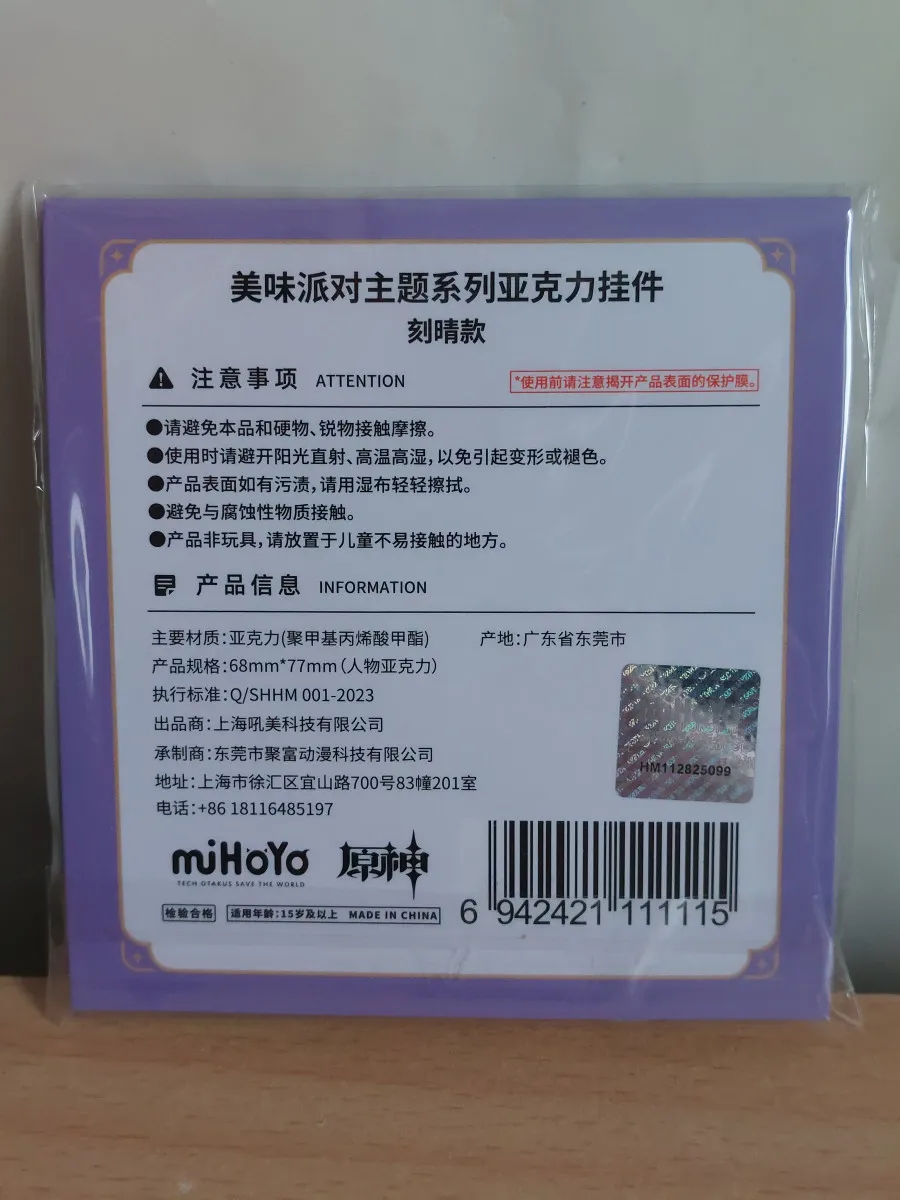 美味派对主题系列亚克力挂件
刻晴款
注意事项 ATTENTION
*使用前请注意揭开产品表面的保护膜。
●请避免本品和硬物、锐物接触摩擦。
●使用时请避开阳光直射、高温高湿,以免引起变形或褪色。
●产品表面如有污渍,请用湿布轻轻擦拭。
●避免与腐蚀性物质接触。
●产品非玩具,请放置于儿童不易接触的地方。
产品信息 INFORMATION
主要材质:亚克力(聚甲基丙烯酸甲酯) 产地:广东省东莞市
产品规格:68mm*77mm(人物亚克力)
执行标准:Q/SHHM 001-2023
出品商:上海吼美科技有限公司
承制商:东莞市聚富动漫科技有限公司
地址:上海市徐汇区宜山路700号83幢201室
电话:+86 18116485197
HM112825099
miHoYo
TECH OTAKUS SAVE THE WORLD
原神
检验合格 适用年龄:15岁及以上 MADE IN CHINA
6 942421 111115